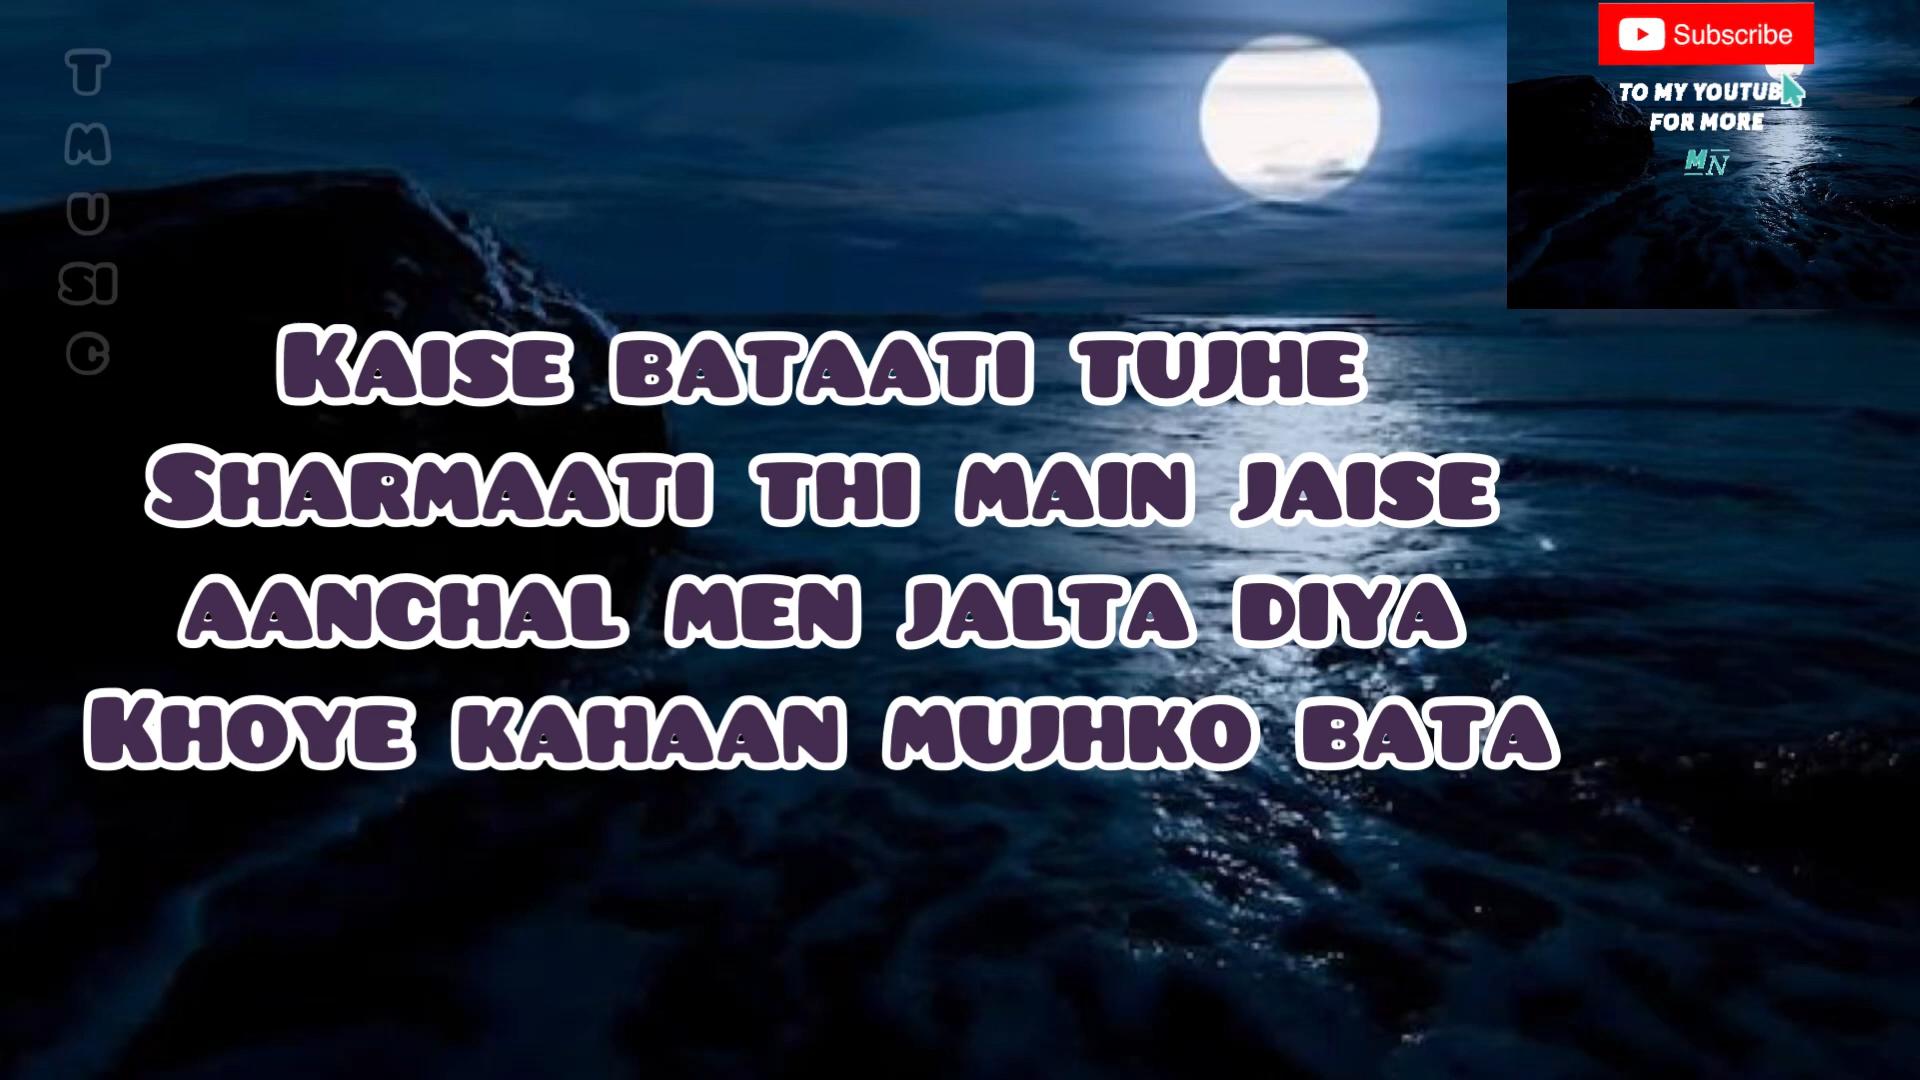 T
M
U
SI
C
Kaise bataati tujhe
Sharmaati thi main jaise
aanchal men jalta diya
Khoye kahaan mujhko bata
Subscribe
TO MY YOUTUB
FOR MORE
MN